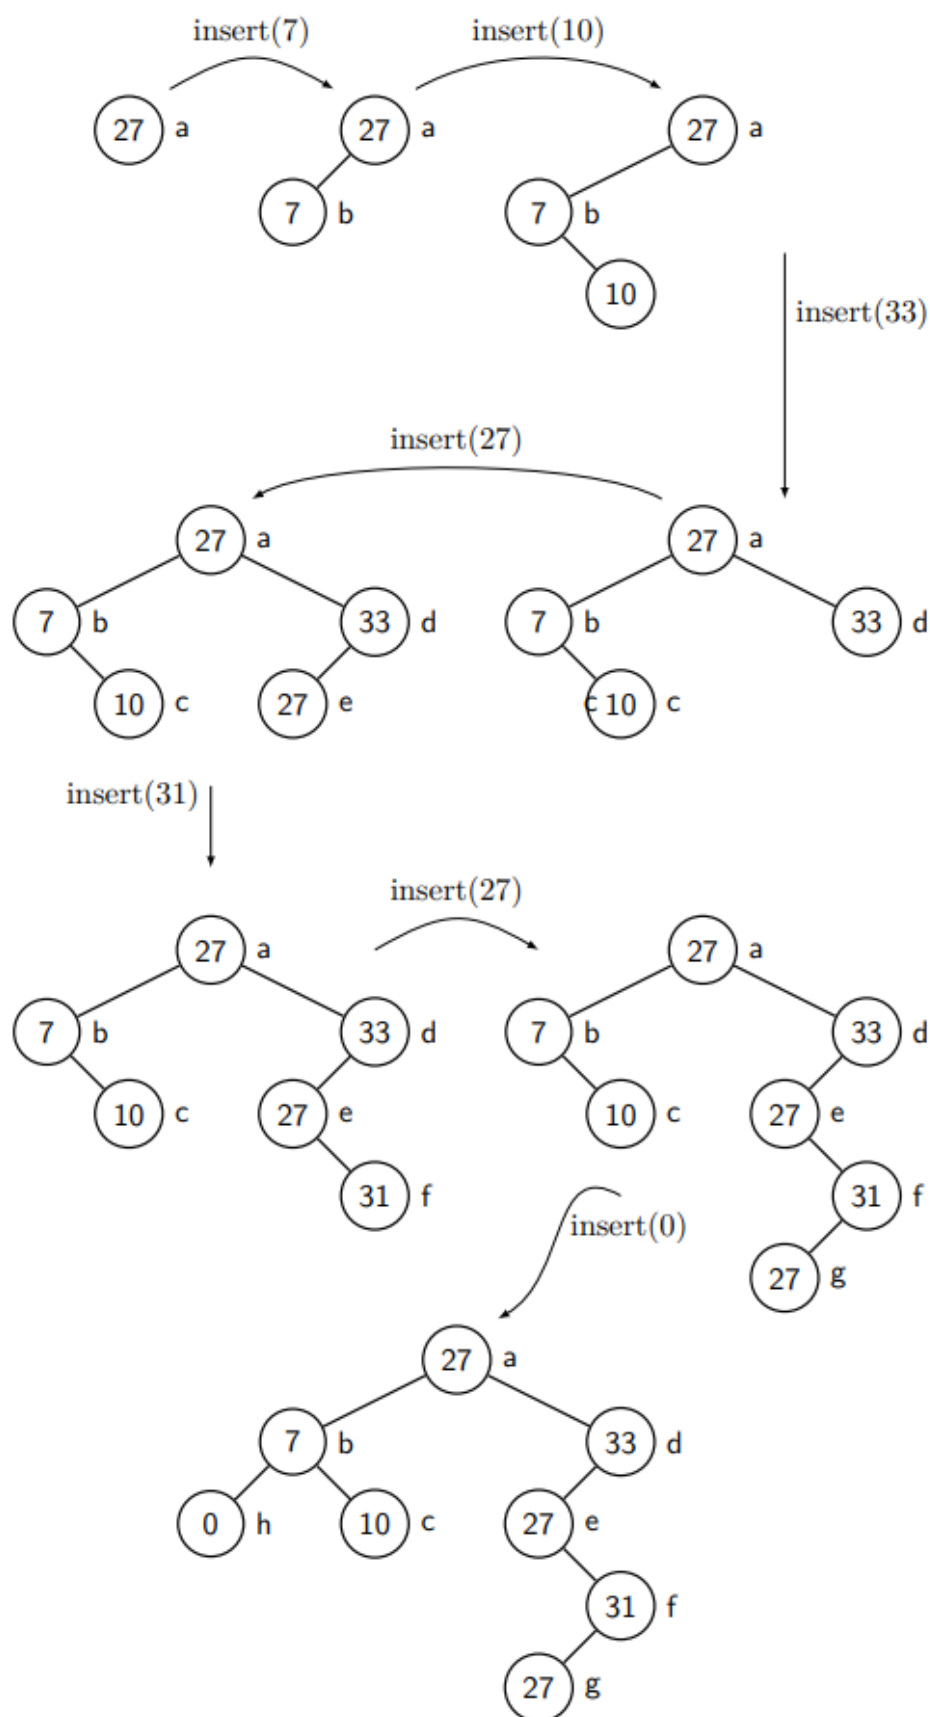 insert(7) insert(10)
27 a 27 a 27 a
7 b 7 b
10
insert(33)
insert(27)
27 a 27 a
7 b 33 d 7 b 33 d
10 c 27 e c 10 c
insert(31)
insert(27)
27 a 27 a
7 b 33 d 7 b 33 d
10 c 27 e 10 c 27 e
31 f 31 f
insert(0)
27 g
27 a
7 b 33 d
0 h 10 c 27 e
31 f
27 g